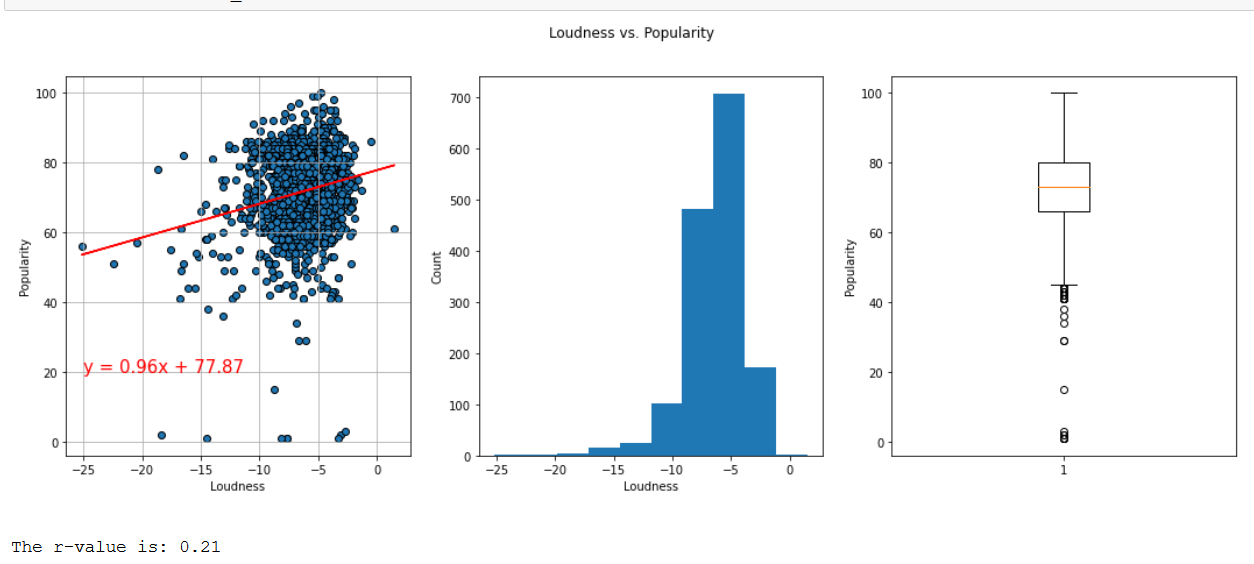 Loudness vs. Popularity
100
80
60
40
20
0
Popularity
y = 0.96x + 77.87
−25 −20 −15 −10 −5 0
Loudness
700
600
500
400
300
200
100
0
Count
−25 −20 −15 −10 −5 0
Loudness
100
80
60
40
20
0
Popularity
1
The r-value is: 0.21